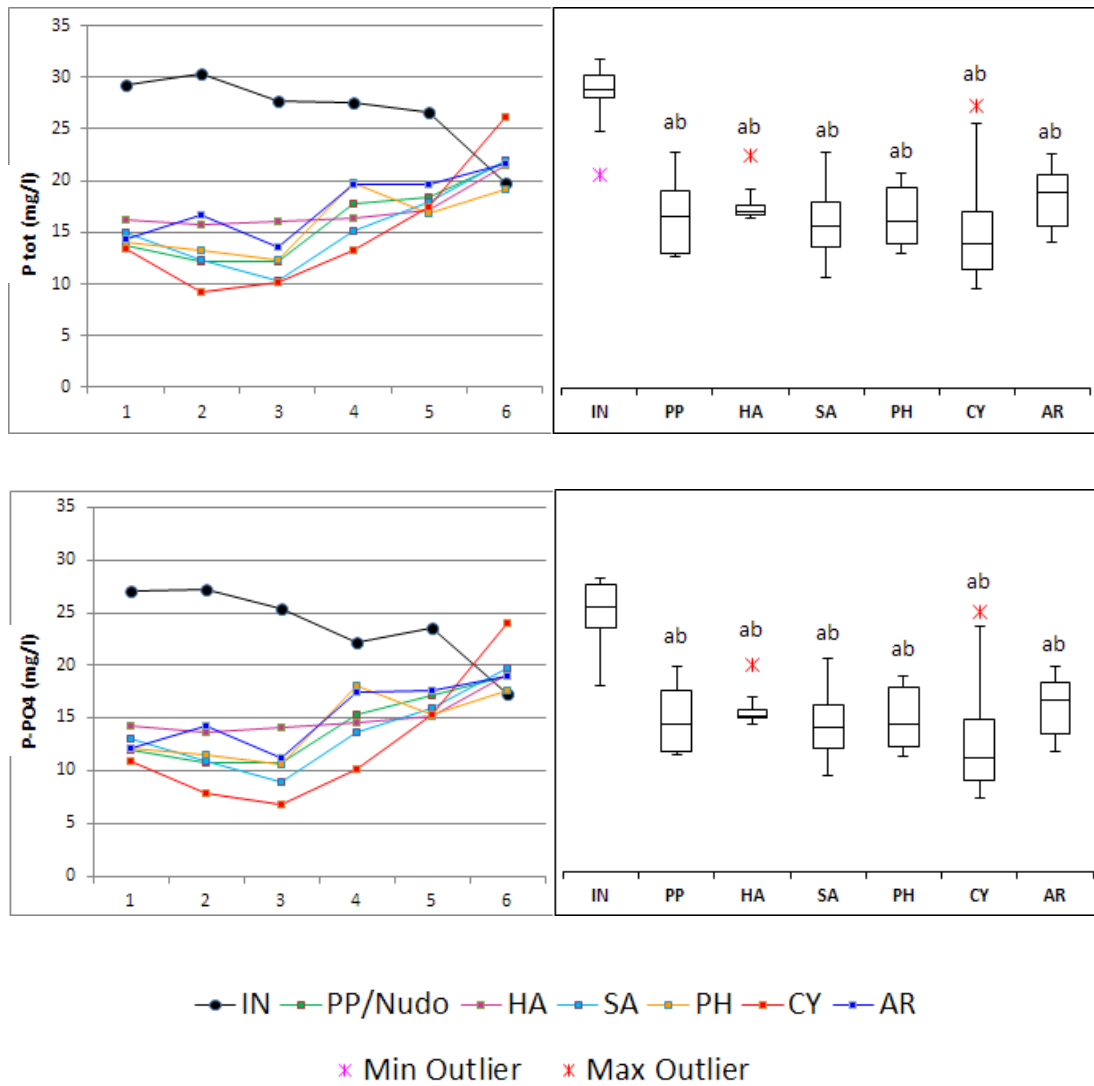 35
30
25
20
15
10
5
0
P tot (mg/l)
1 2 3 4 5 6
ab ab ab ab ab ab
IN PP HA SA PH CY AR
35
30
25
20
15
10
5
0
P-PO4 (mg/l)
1 2 3 4 5 6
ab ab ab ab ab ab
IN PP HA SA PH CY AR
IN PP/Nudo HA SA PH CY AR
Min Outlier Max Outlier